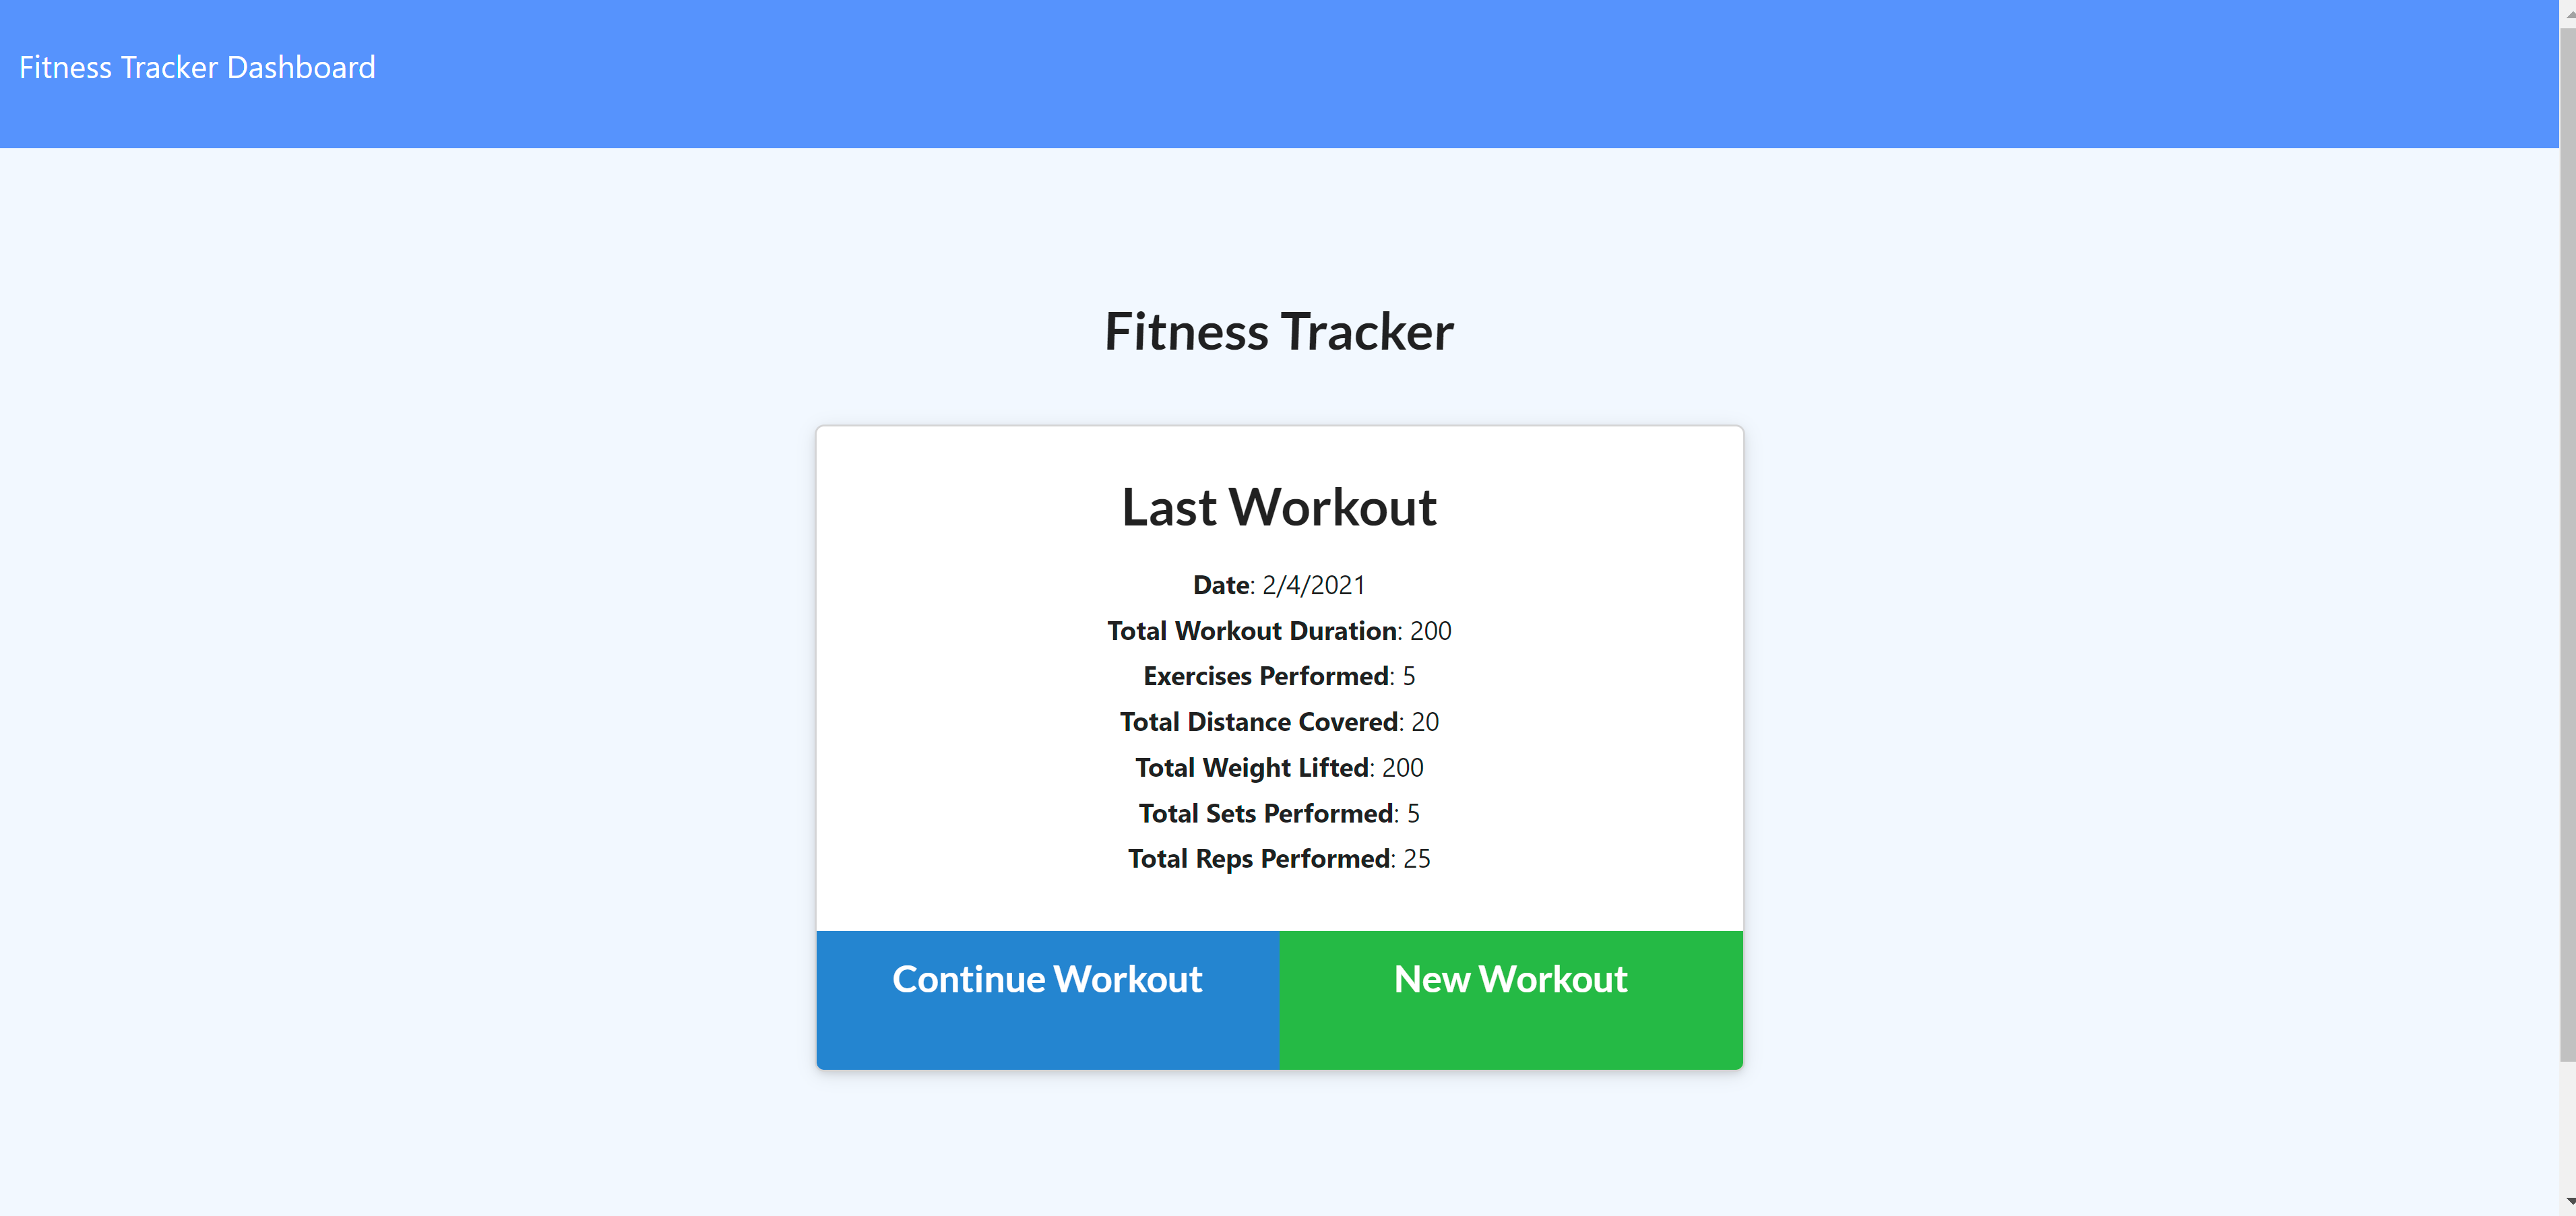 Fitness Tracker Dashboard
Fitness Tracker
Last Workout
Date: 2/4/2021
Total Workout Duration: 200
Exercises Performed: 5
Total Distance Covered: 20
Total Weight Lifted: 200
Total Sets Performed: 5
Total Reps Performed: 25
Continue Workout
New Workout